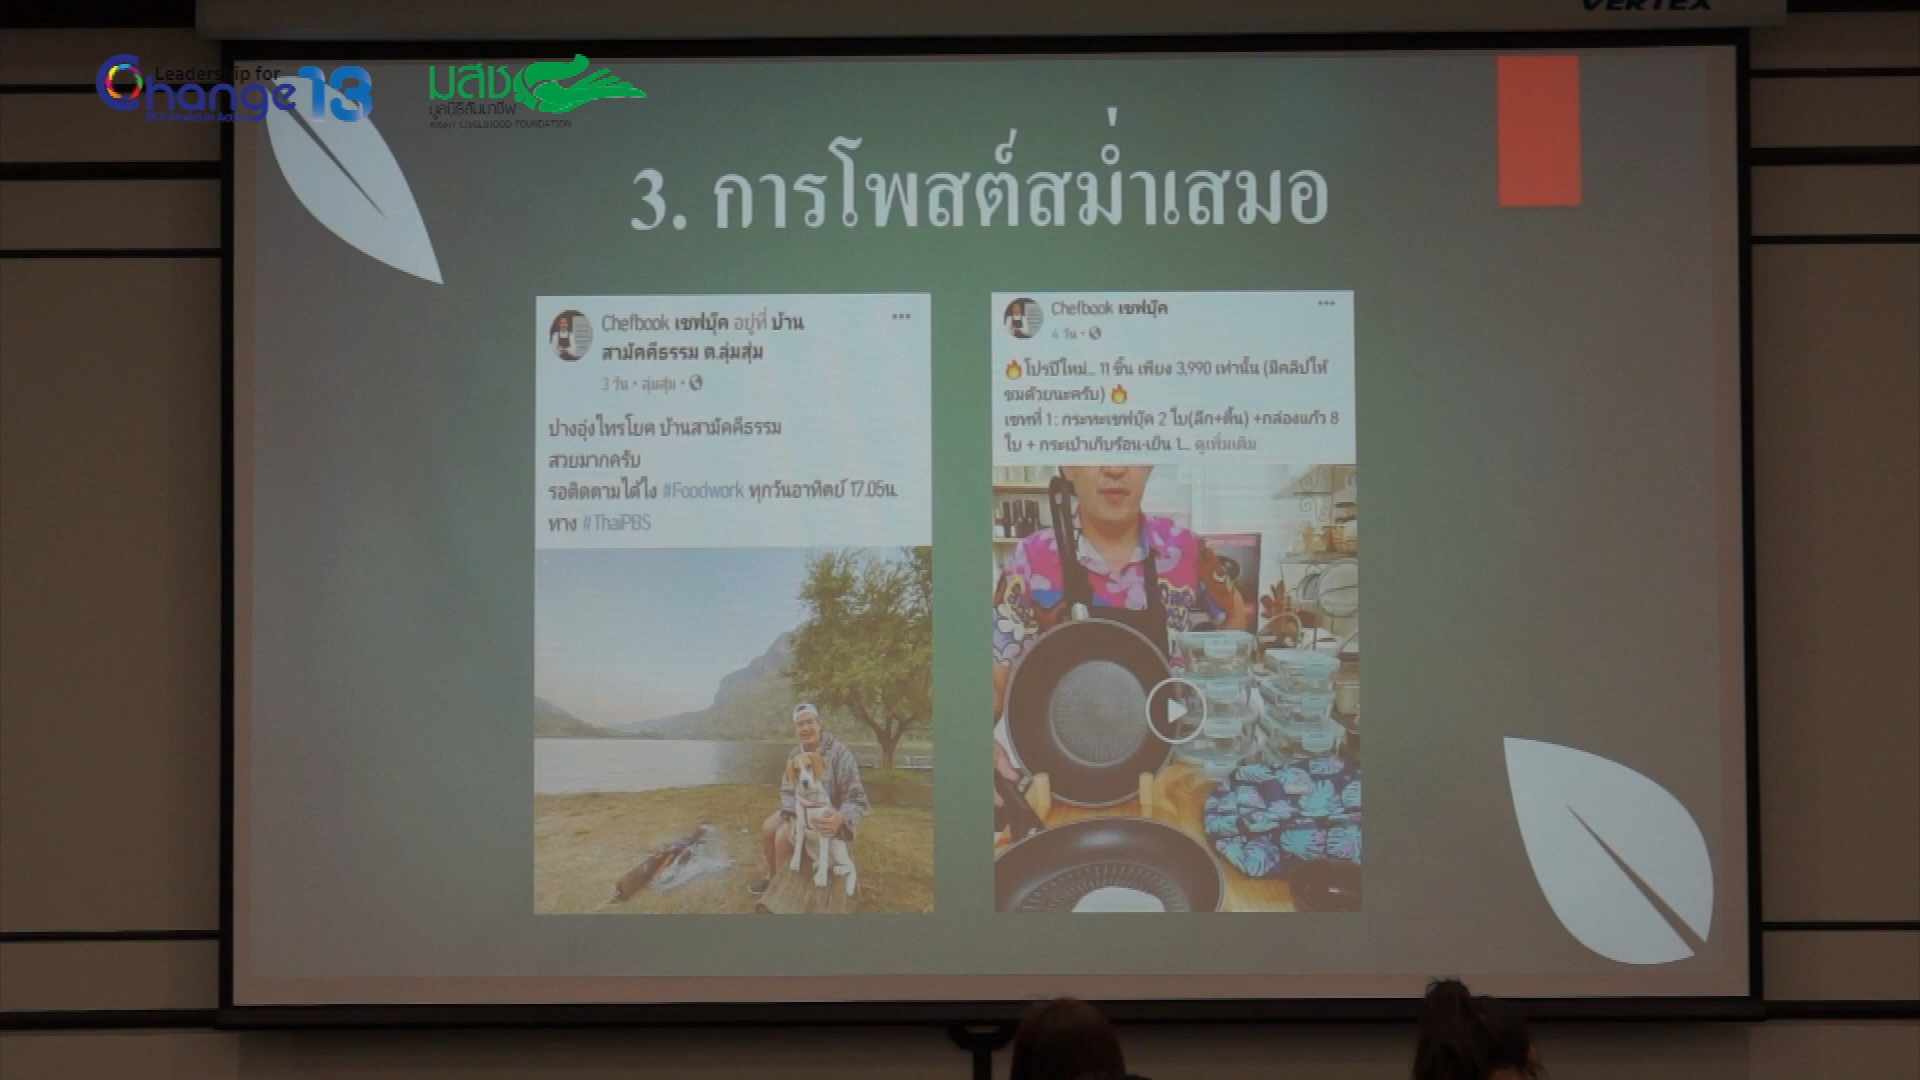 VERTEX
Leadership for
Change 13
มสช
มูลนิธิสัมมาชีพ
RIGHT LIVELIHOOD FOUNDATION
3. การโพสต์สม่ำเสมอ
Chefbook เชฟบุ๊ค อยู่ที่ บ้าน
สามัคคีธรรม ต.ลุ่มสุ่ม
3 วัน · ลุ่มสุ่ม ·
ปางอุ๋งไทรโยค บ้านสามัคคีธรรม
สวยมากครับ
รอติดตามได้ใน #Foodwork ทุกวันอาทิตย์ 17.05น.
ทาง #ThaiPBS
Chefbook เชฟบุ๊ค
4 วัน ·
🔥โปรปีใหม่... 11 ชิ้น เพียง 3,990 เท่านั้น (มีคลิปให้
ชมด้วยนะครับ) 🔥
เซทที่ 1: กระทะเชฟบุ๊ค 2 ใบ(ลึก+ตื้น) +กล่องแก้ว 8
ใบ + กระเป๋าเก็บร้อน-เย็น 1... ดูเพิ่มเติม